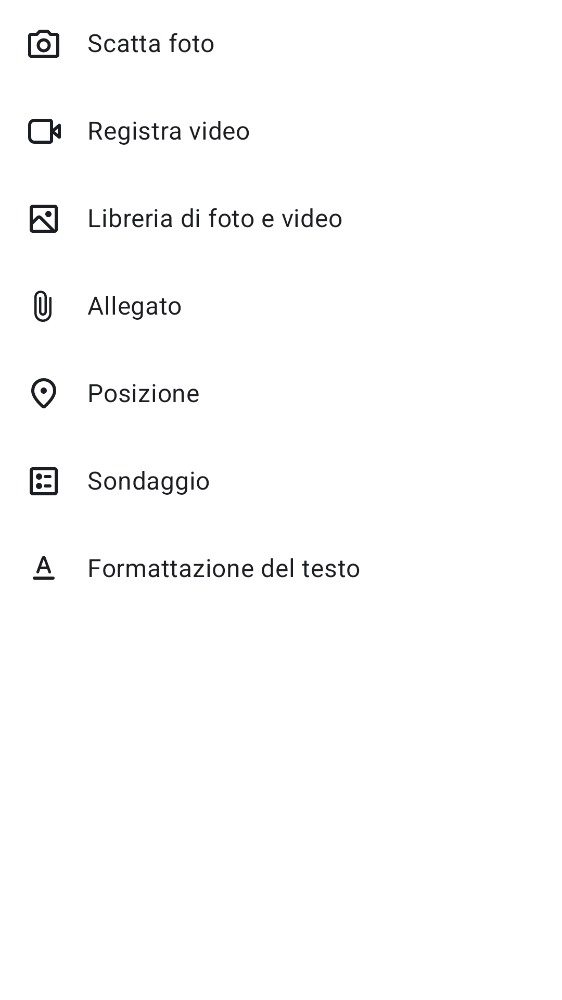 Scatta foto
Registra video
Libreria di foto e video
Allegato
Posizione
Sondaggio
Formattazione del testo